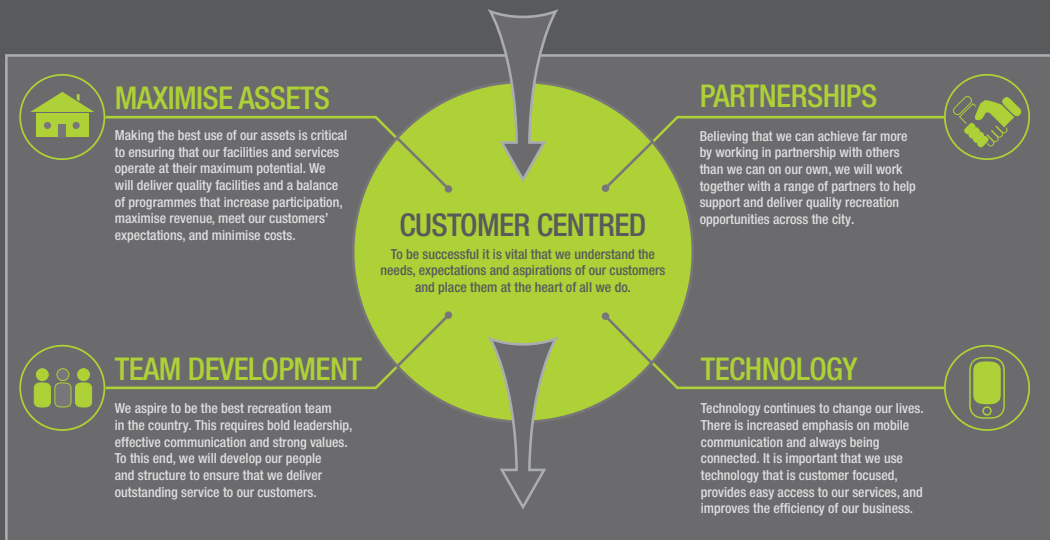 MAXIMISE ASSETS
Making the best use of our assets is critical
to ensuring that our facilities and services
operate at their maximum potential. We
will deliver quality facilities and a balance
of programmes that increase participation,
maximise revenue, meet our customers’
expectations, and minimise costs.
PARTNERSHIPS
Believing that we can achieve far more
by working in partnership with others
than we can on our own, we will work
together with a range of partners to help
support and deliver quality recreation
opportunities across the city.
CUSTOMER CENTRED
To be successful it is vital that we understand the
needs, expectations and aspirations of our customers
and place them at the heart of all we do.
TEAM DEVELOPMENT
We aspire to be the best recreation team
in the country. This requires bold leadership,
effective communication and strong values.
To this end, we will develop our people
and structure to ensure that we deliver
outstanding service to our customers.
TECHNOLOGY
Technology continues to change our lives.
There is increased emphasis on mobile
communication and always being
connected. It is important that we use
technology that is customer focused,
provides easy access to our services, and
improves the efficiency of our business.